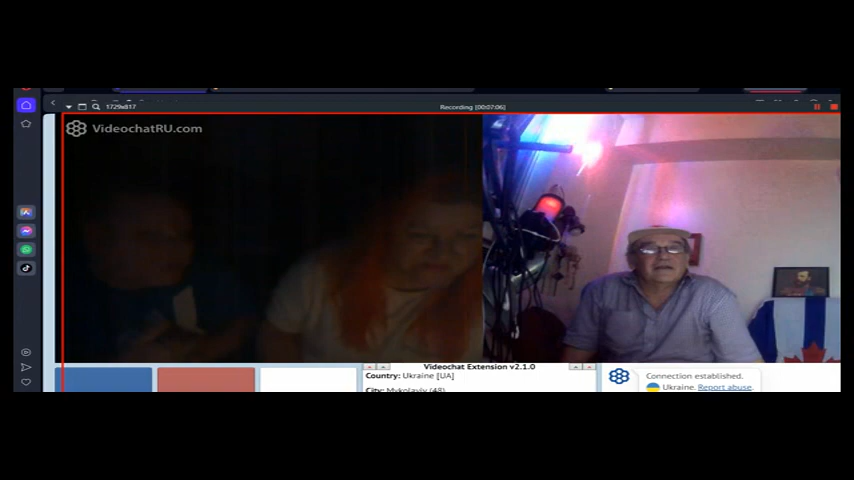 1729x817
Recording [00:07:06]
VideochatRU.com
Videochat Extension v2.1.0
Country: Ukraine [UA]
City: Mykolayiv (48)
Connection established.
Ukraine. Report abuse.